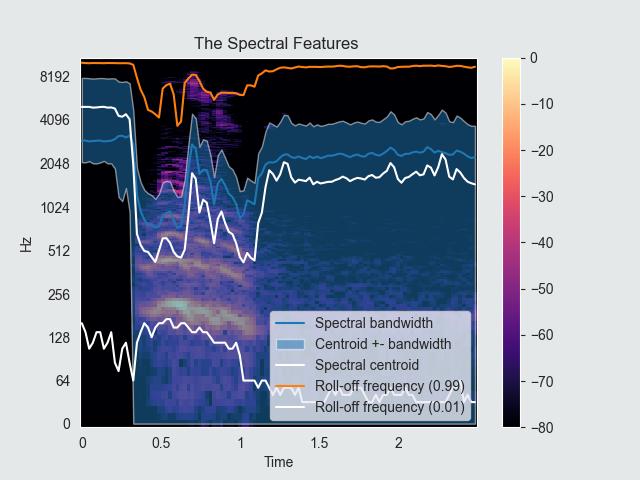 The Spectral Features
8192
4096
2048
1024
512
256
128
64
0
Hz
0
0.5
1
1.5
2
Time
Spectral bandwidth
Centroid +- bandwidth
Spectral centroid
Roll-off frequency (0.99)
Roll-off frequency (0.01)
0
−10
−20
−30
−40
−50
−60
−70
−80